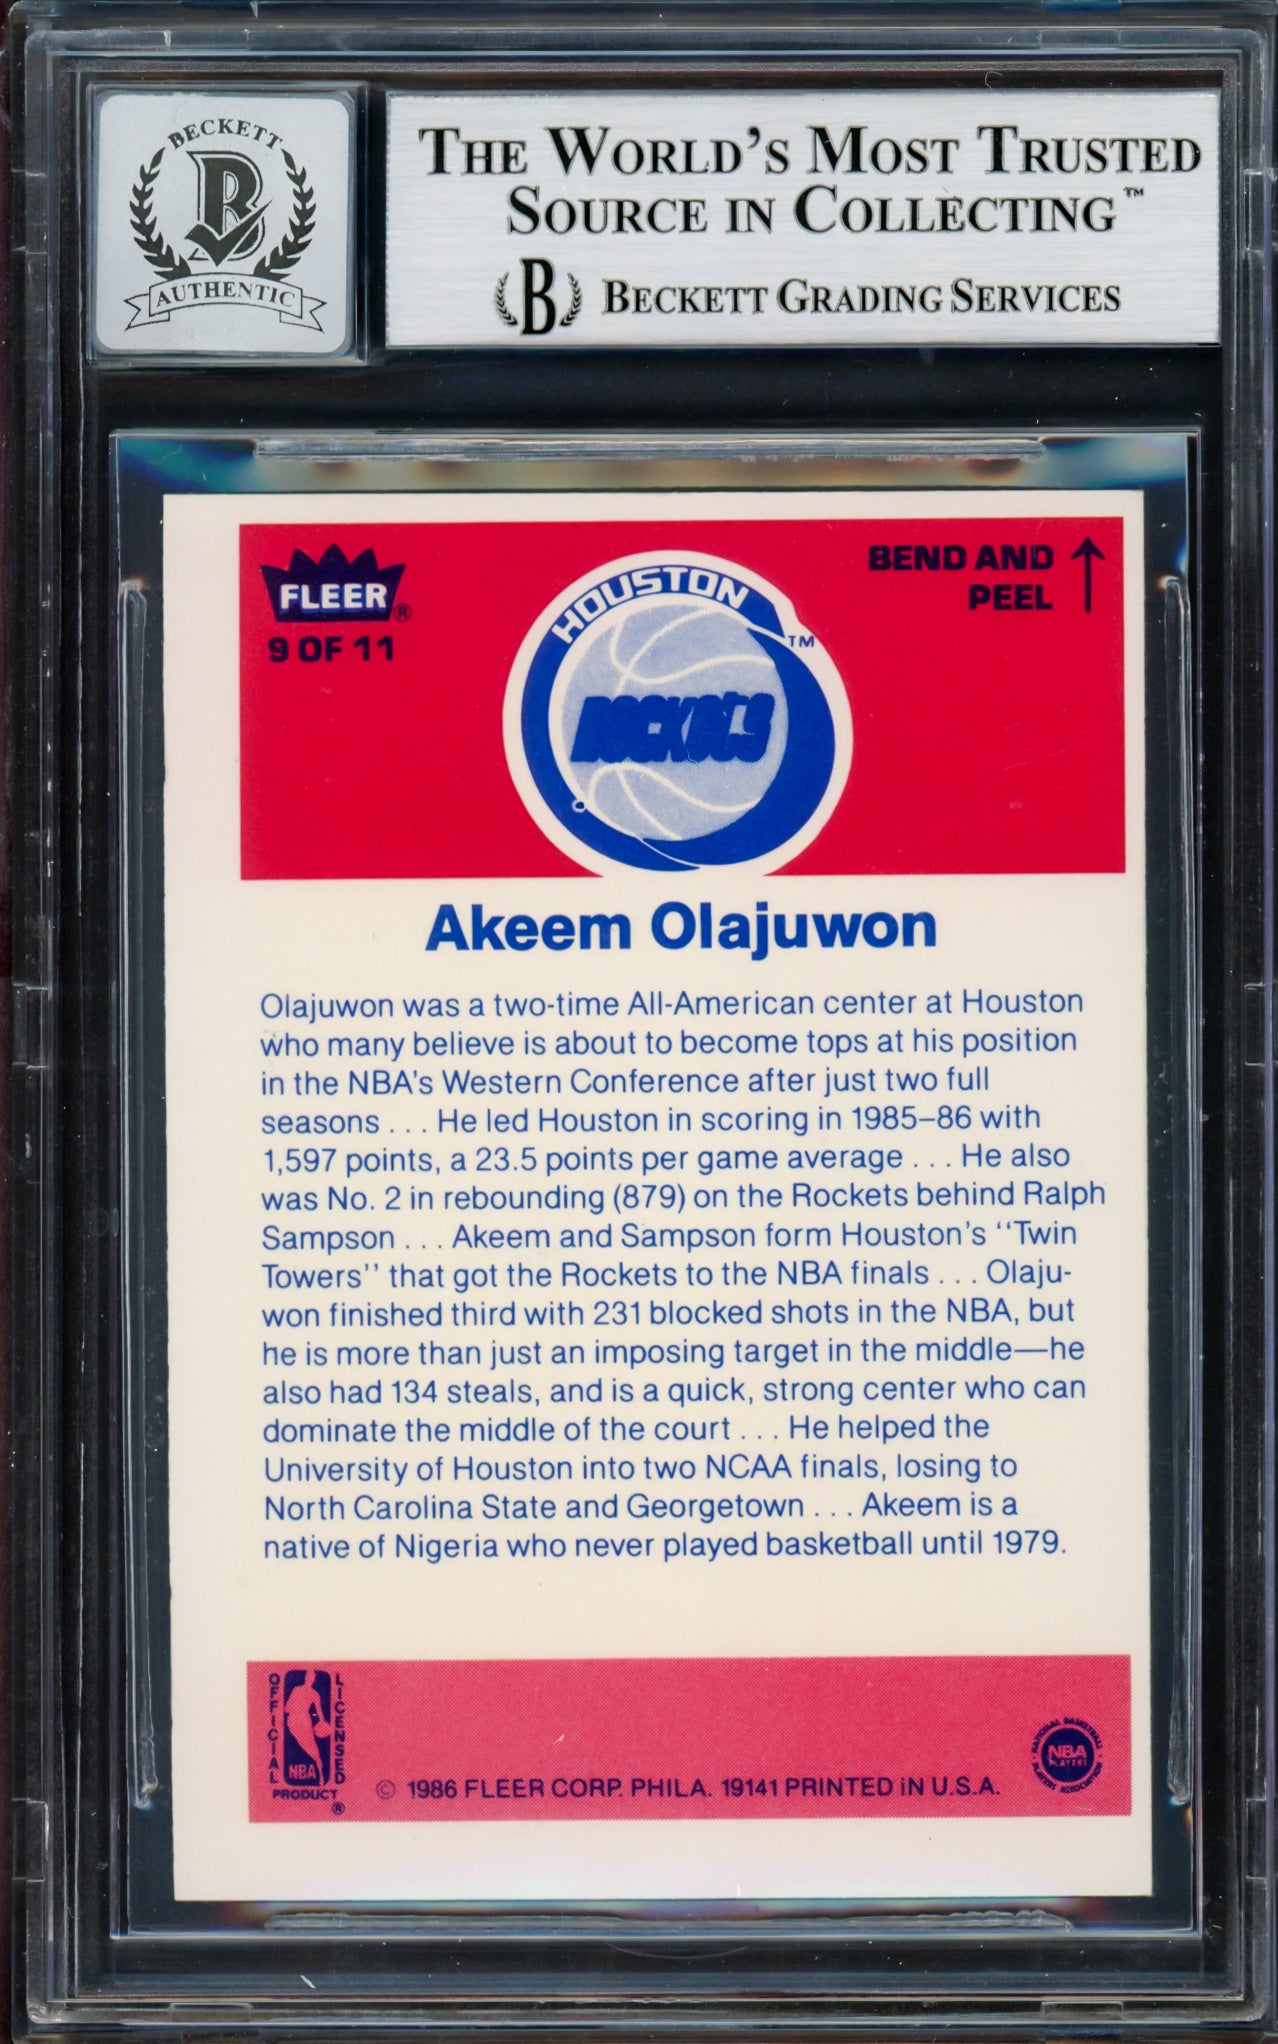 BECKETT
B
AUTHENTIC
THE WORLD'S MOST TRUSTED
SOURCE IN COLLECTING™
B BECKETT GRADING SERVICES
FLEER®
9 OF 11
HOUSTON
ROCKETS
TM
BEND AND
PEEL
Akeem Olajuwon
Olajuwon was a two-time All-American center at Houston
who many believe is about to become tops at his position
in the NBA's Western Conference after just two full
seasons . . . He led Houston in scoring in 1985–86 with
1,597 points, a 23.5 points per game average . . . He also
was No. 2 in rebounding (879) on the Rockets behind Ralph
Sampson . . . Akeem and Sampson form Houston's ''Twin
Towers'' that got the Rockets to the NBA finals . . . Olaju-
won finished third with 231 blocked shots in the NBA, but
he is more than just an imposing target in the middle—he
also had 134 steals, and is a quick, strong center who can
dominate the middle of the court . . . He helped the
University of Houston into two NCAA finals, losing to
North Carolina State and Georgetown . . . Akeem is a
native of Nigeria who never played basketball until 1979.
OFFICIAL
LICENSED
NBA
PRODUCT
®
© 1986 FLEER CORP. PHILA. 19141 PRINTED IN U.S.A.
NATIONAL BASKETBALL
NBA
PLAYERS
PLAYERS ASSOCIATION